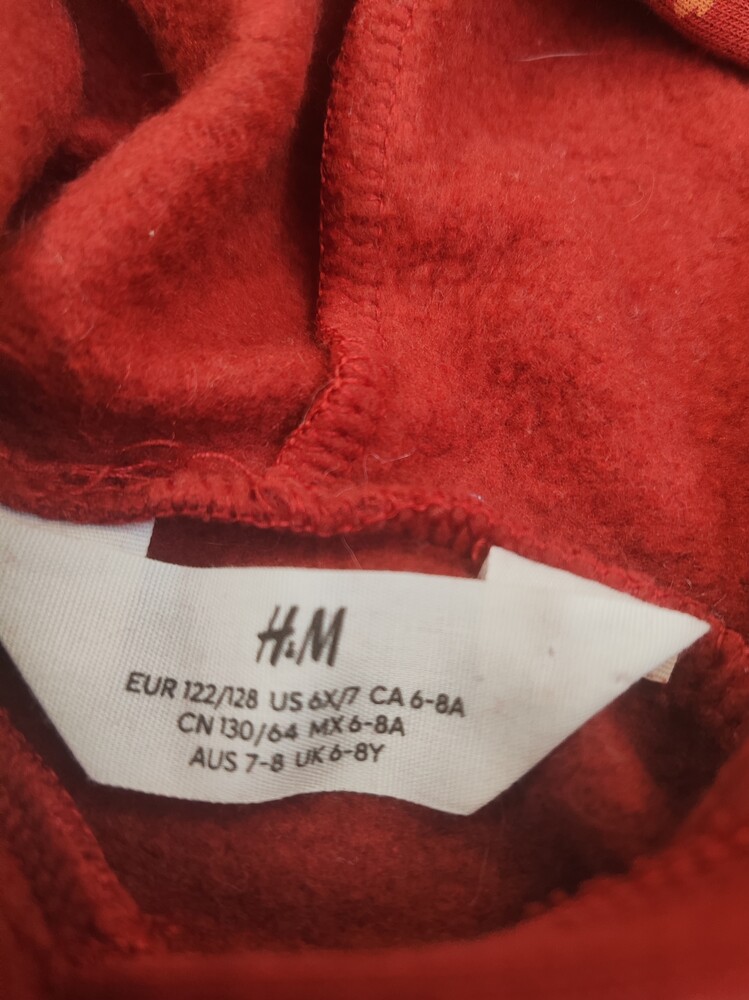 H&M
EUR 122/128 US 6X/7 CA 6-8A
CN 130/64 MX 6-8A
AUS 7-8 UK 6-8Y